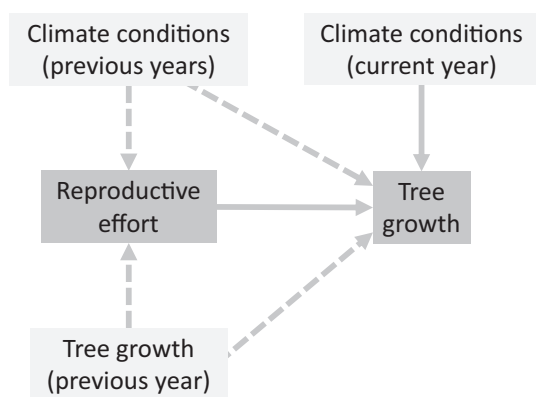 Climate conditions
(previous years)
Climate conditions
(current year)
Reproductive
effort
Tree
growth
Tree growth
(previous year)